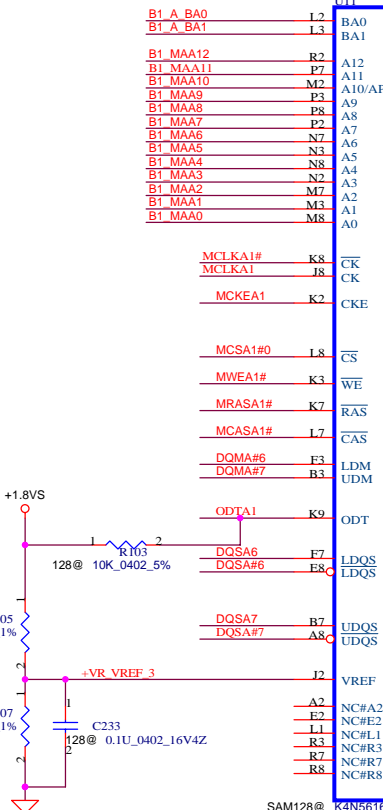 U11
B1_A_BA0 L2 BA0
B1_A_BA1 L3 BA1
B1_MAA12 R2 A12
B1_MAA11 P7 A11
B1_MAA10 M2 A10/AP
B1_MAA9 P3 A9
B1_MAA8 P8 A8
B1_MAA7 P2 A7
B1_MAA6 N7 A6
B1_MAA5 N3 A5
B1_MAA4 N8 A4
B1_MAA3 N2 A3
B1_MAA2 M7 A2
B1_MAA1 M3 A1
B1_MAA0 M8 A0
MCLKA1# K8 CK
MCLKA1 J8 CK
MCKEA1 K2 CKE
MCSA1#0 L8 CS
MWEA1# K3 WE
MRASA1# K7 RAS
MCASA1# L7 CAS
DQMA#6 F3 LDM
DQMA#7 B3 UDM
+1.8VS
ODTA1 K9 ODT
1 2
R103
128@ 10K_0402_5%
DQSA6 F7 LDQS
DQSA#6 E8 LDQS
1
05
1%
2
DQSA7 B7 UDQS
DQSA#7 A8 UDQS
+VR_VREF_3 J2 VREF
1
07
1%
2
1
C233
128@ 0.1U_0402_16V4Z
2
A2 NC#A2
E2 NC#E2
L1 NC#L1
R3 NC#R3
R7 NC#R7
R8 NC#R8
SAM128@ K4N5616